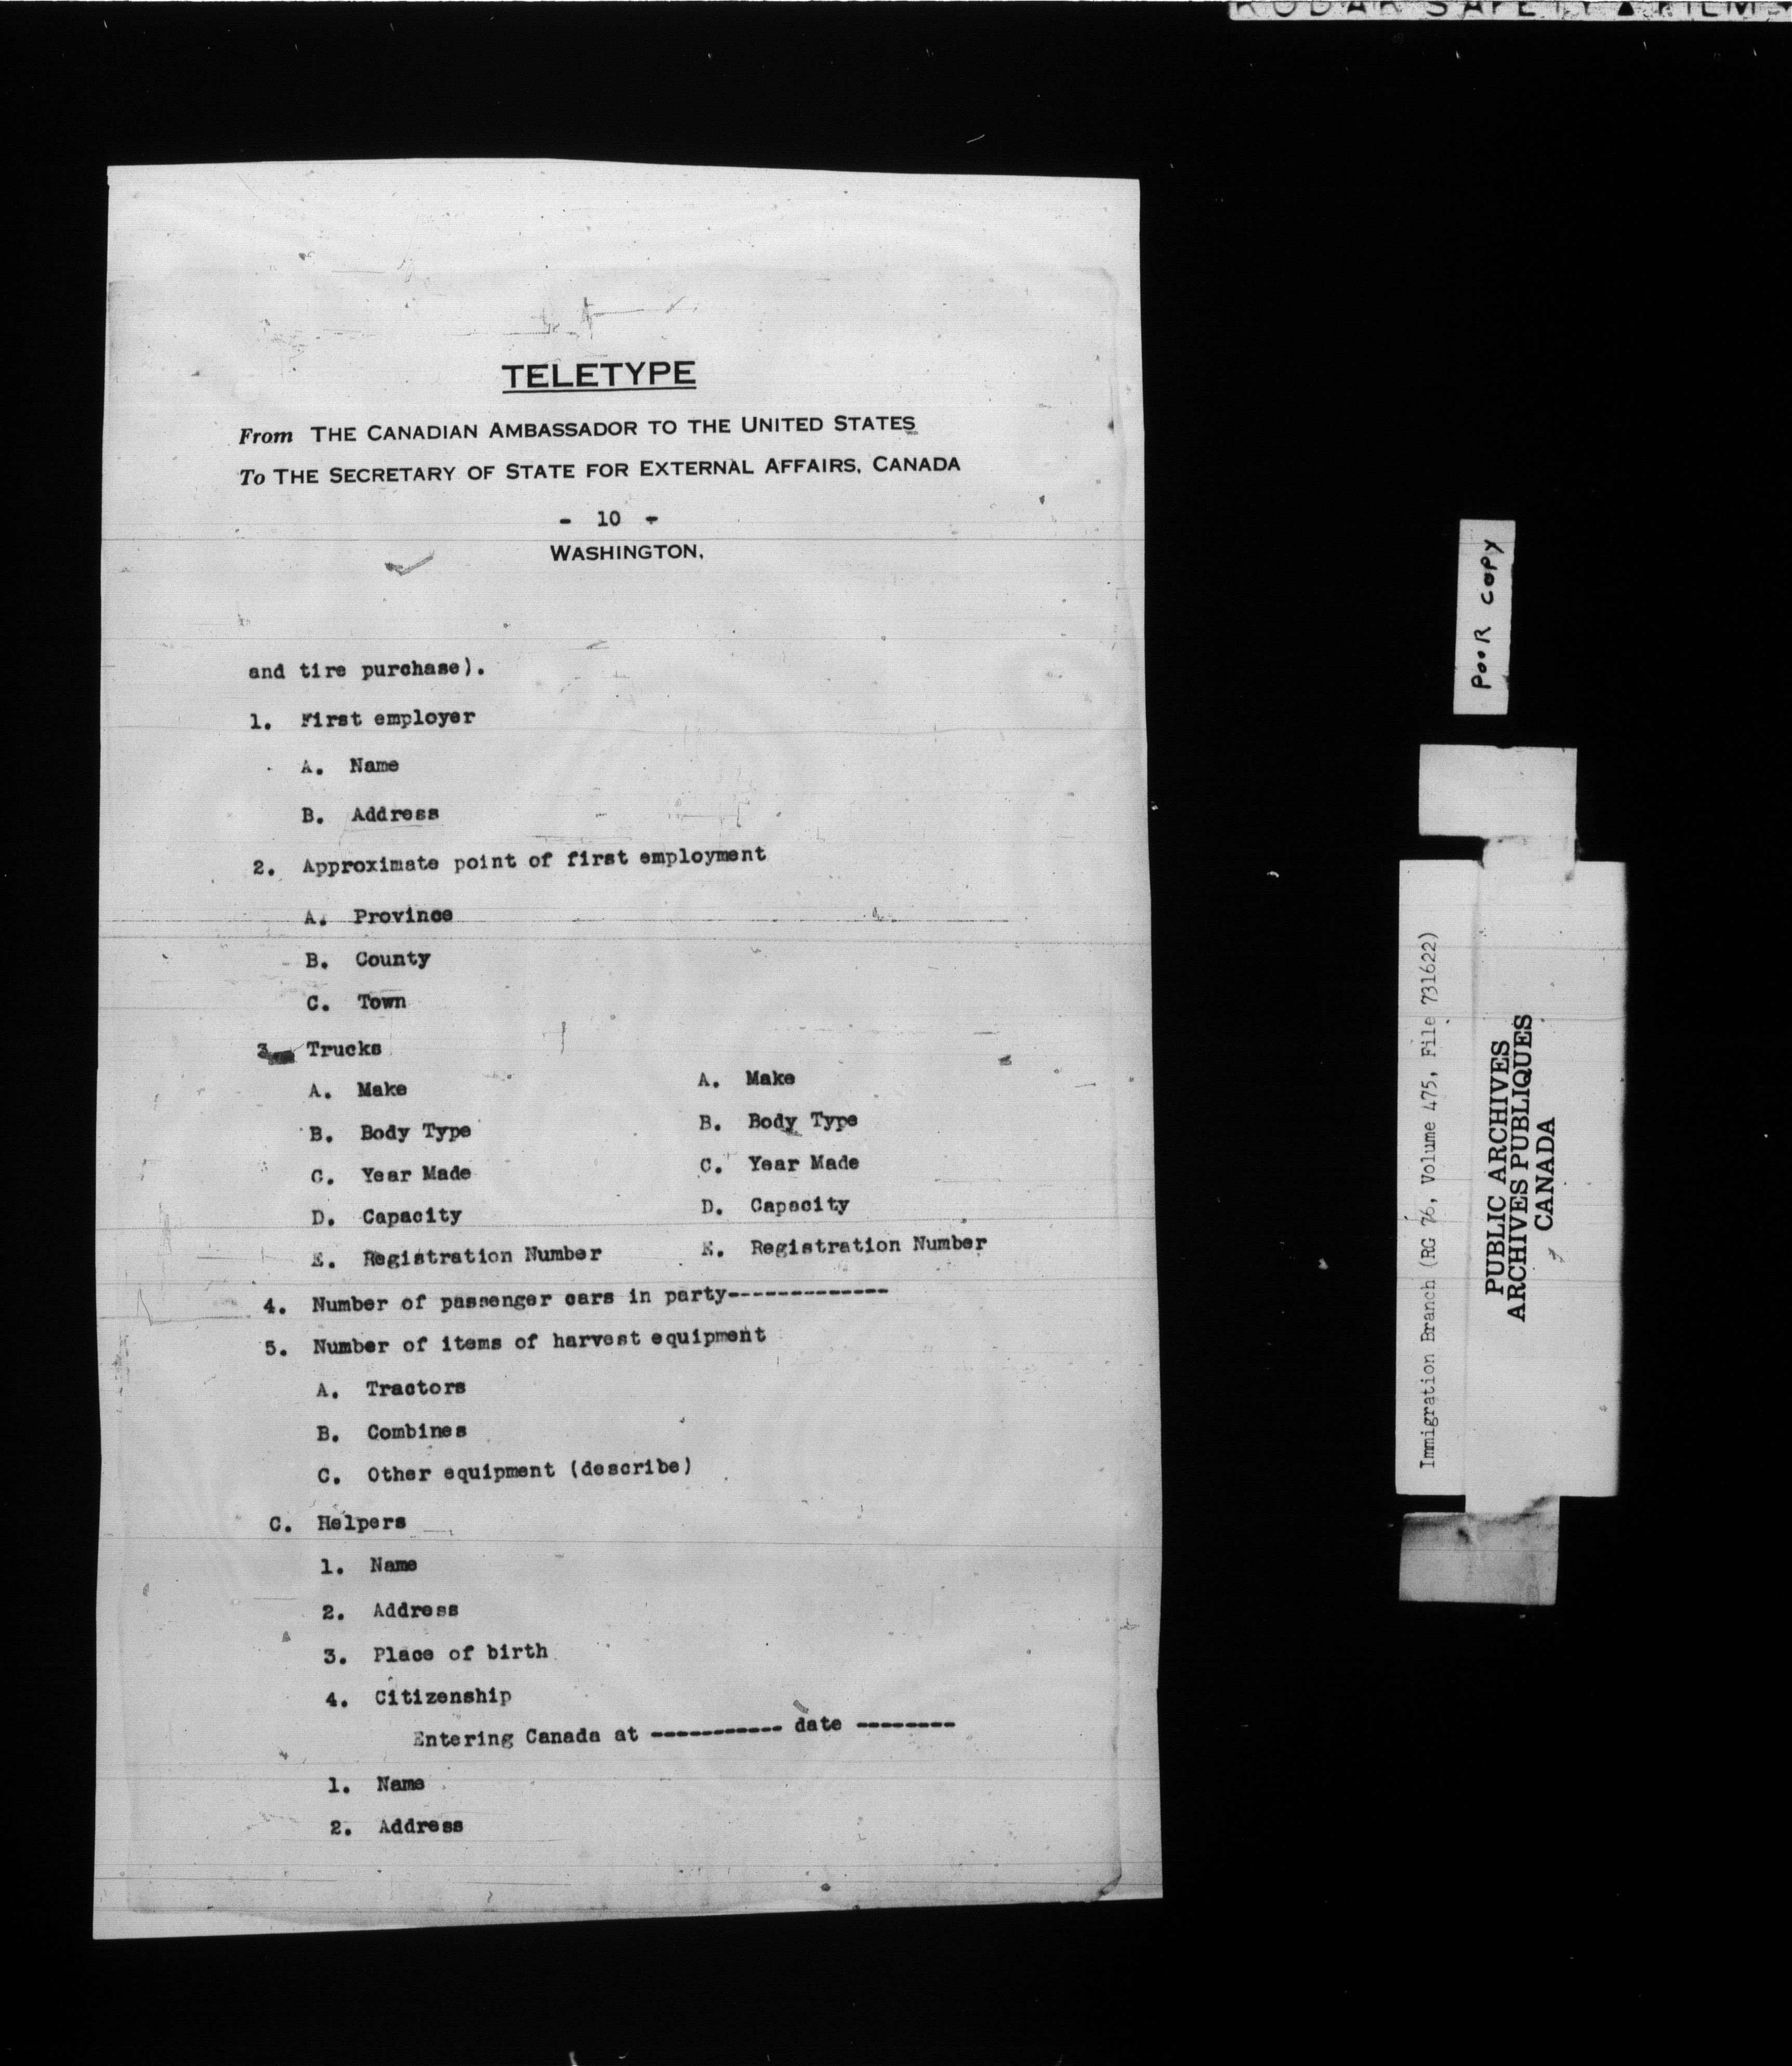 KODAK SAFETY ▲ FILM
TELETYPE
From THE CANADIAN AMBASSADOR TO THE UNITED STATES
To THE SECRETARY OF STATE FOR EXTERNAL AFFAIRS, CANADA
- 10 -
WASHINGTON,
and tire purchase).
1. First employer
A. Name
B. Address
2. Approximate point of first employment
A. Province
B. County
C. Town
3. Trucks
A. Make A. Make
B. Body Type B. Body Type
C. Year Made C. Year Made
D. Capacity D. Capacity
E. Registration Number E. Registration Number
4. Number of passenger cars in party-------------
5. Number of items of harvest equipment
A. Tractors
B. Combines
C. Other equipment (describe)
C. Helpers
1. Name
2. Address
3. Place of birth
4. Citizenship
Entering Canada at ----------- date --------
1. Name
2. Address
POOR COPY
Immigration Branch (RG 76, Volume 475, File 731622)
PUBLIC ARCHIVES
ARCHIVES PUBLIQUES
CANADA